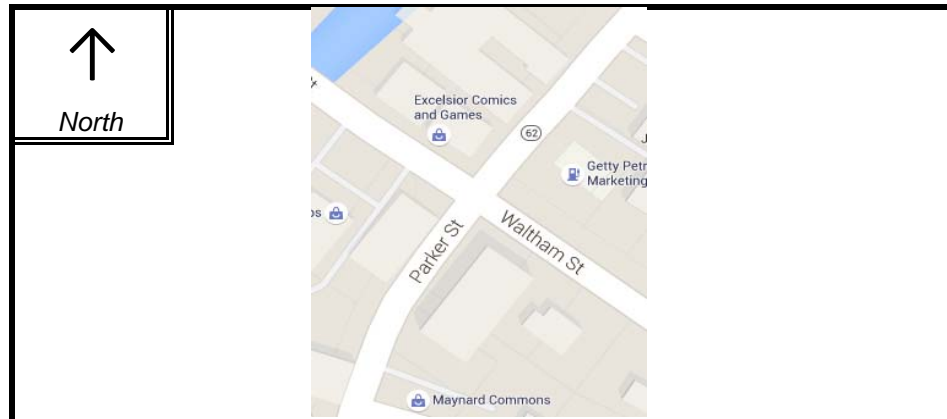 North
Excelsior Comics
and Games
62
Getty Petr
Marketing
Parker St
Waltham St
Maynard Commons